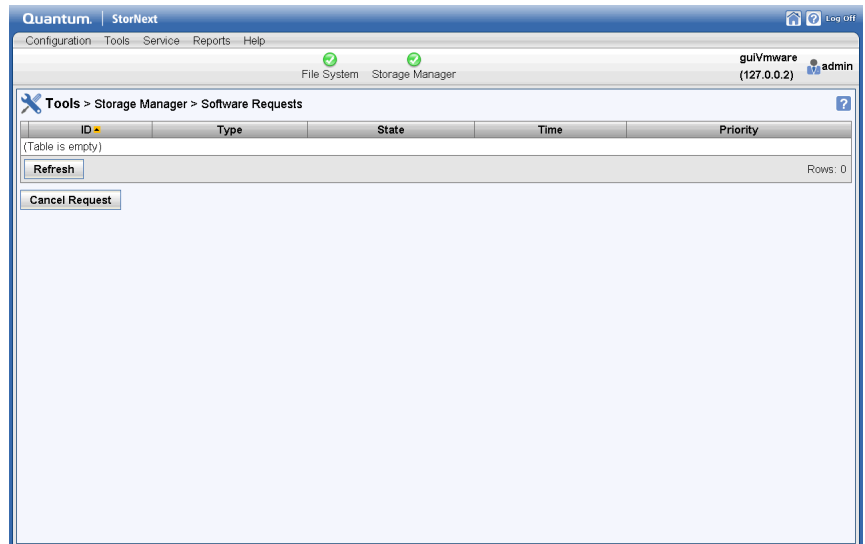 Quantum. StorNext Log Off
Configuration Tools Service Reports Help
File System Storage Manager
guiVmware
(127.0.0.2)
admin
Tools > Storage Manager > Software Requests ?
ID Type State Time Priority
(Table is empty)
Refresh Rows: 0
Cancel Request